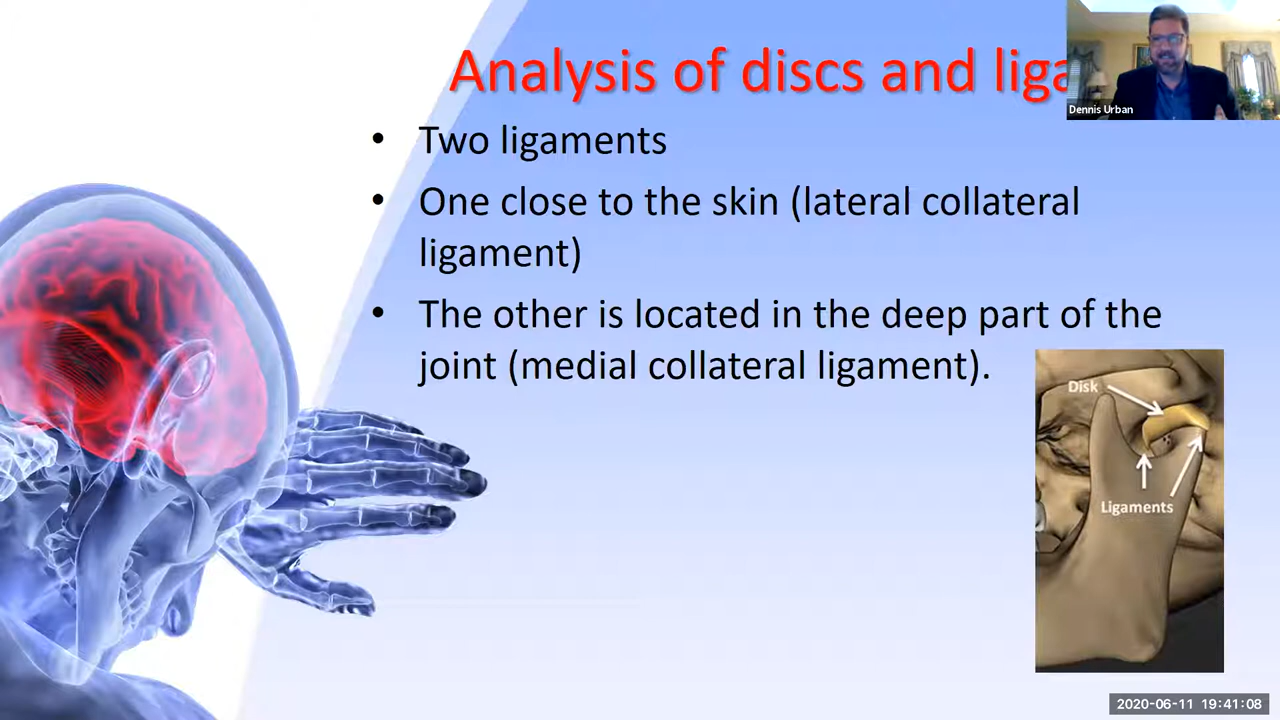 Analysis of discs and liga
Dennis Urban
• Two ligaments
• One close to the skin (lateral collateral
ligament)
• The other is located in the deep part of the
joint (medial collateral ligament).
Disk
Ligaments
2020-06-11 19:41:08